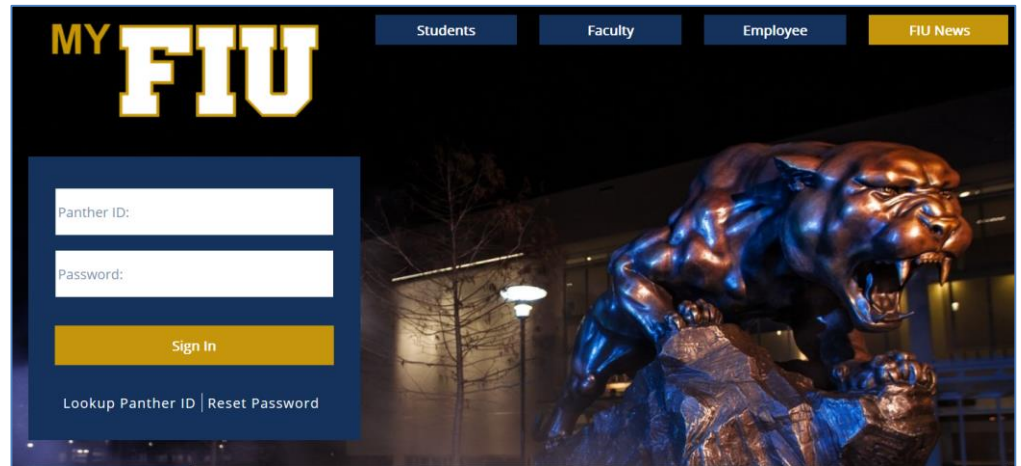 MY FIU
Students
Faculty
Employee
FIU News
Panther ID:
Password:
Sign In
Lookup Panther ID | Reset Password